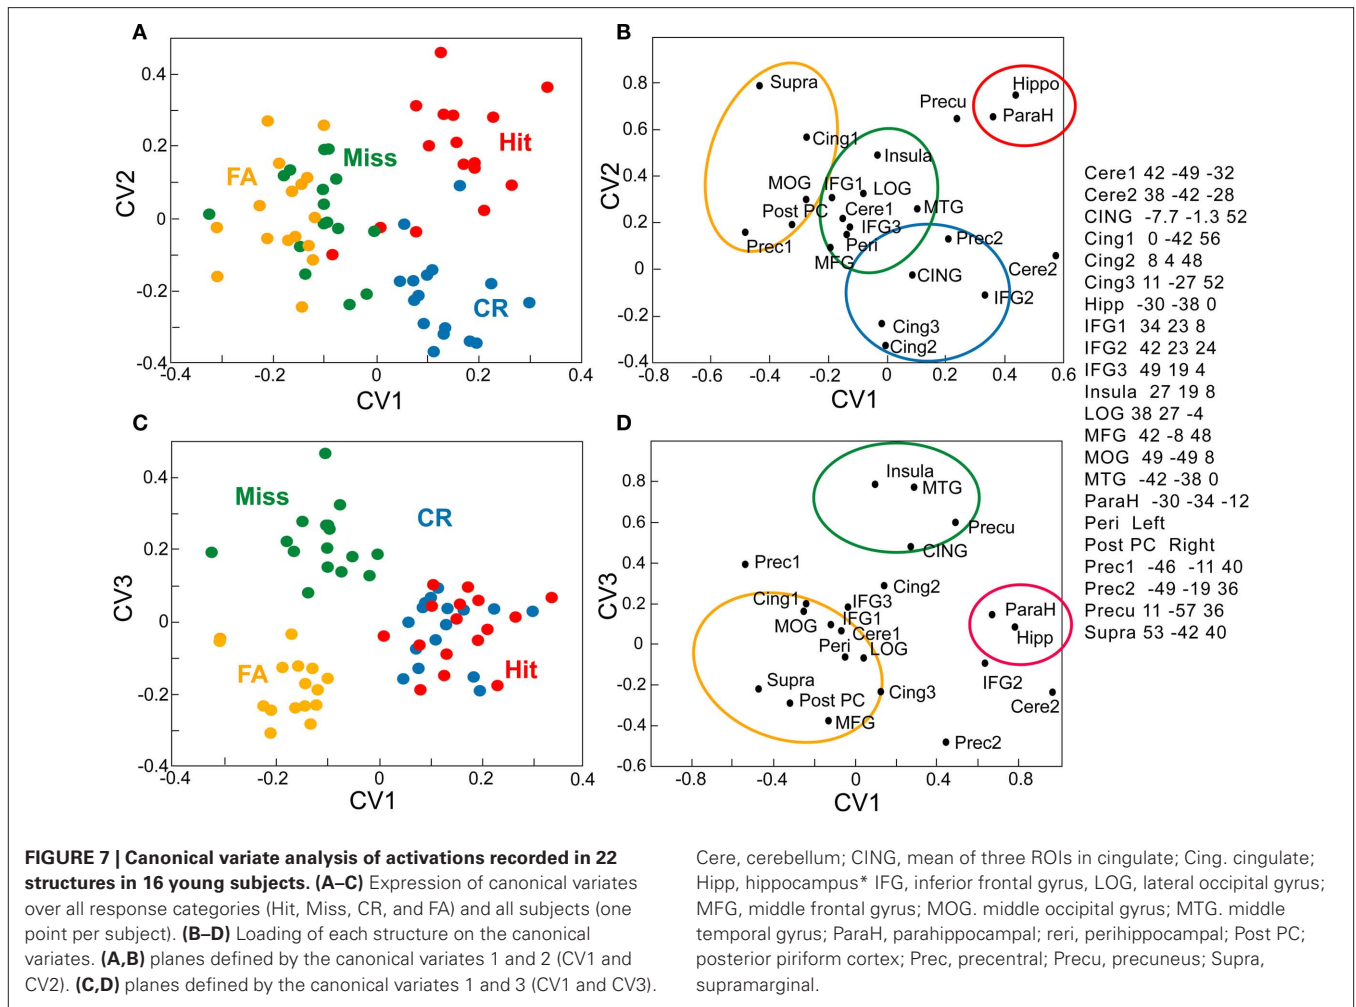 A
0.4
0.2
0
-0.2
-0.4
CV2
-0.4
-0.2
0
0.2
0.4
CV1
FA
Miss
Hit
CR
B
0.8
0.6
0.4
0.2
0
-0.2
-0.4
CV2
-0.8
-0.6
-0.4
-0.2
0
0.2
0.4
0.6
CV1
Supra
Cing1
Precu
Hippo
ParaH
Insula
MOG
IFG1
LOG
Post PC
Cere1
MTG
IFG3
Prec1
Peri
Prec2
MFG
CING
Cere2
IFG2
Cing3
Cing2
C
0.4
0.2
0
-0.2
-0.4
CV3
-0.4
-0.2
0
0.2
0.4
CV1
Miss
CR
FA
Hit
D
0.8
0.6
0.4
0.2
0
-0.2
-0.4
-0.6
CV3
-0.8
-0.4
0
0.4
0.8
CV1
Insula
MTG
Precu
CING
Prec1
Cing2
Cing1
IFG3
ParaH
MOG
IFG1
Cere1
Hipp
Peri
LOG
IFG2
Supra
Cing3
Post PC
Cere2
MFG
Prec2
Cere1 42 -49 -32
Cere2 38 -42 -28
CING -7.7 -1.3 52
Cing1 0 -42 56
Cing2 8 4 48
Cing3 11 -27 52
Hipp -30 -38 0
IFG1 34 23 8
IFG2 42 23 24
IFG3 49 19 4
Insula 27 19 8
LOG 38 27 -4
MFG 42 -8 48
MOG 49 -49 8
MTG -42 -38 0
ParaH -30 -34 -12
Peri Left
Post PC Right
Prec1 -46 -11 40
Prec2 -49 -19 36
Precu 11 -57 36
Supra 53 -42 40
FIGURE 7 | Canonical variate analysis of activations recorded in 22
structures in 16 young subjects. (A–C) Expression of canonical variates
over all response categories (Hit, Miss, CR, and FA) and all subjects (one
point per subject). (B–D) Loading of each structure on the canonical
variates. (A,B) planes defined by the canonical variates 1 and 2 (CV1 and
CV2). (C,D) planes defined by the canonical variates 1 and 3 (CV1 and CV3).
Cere, cerebellum; CING, mean of three ROIs in cingulate; Cing. cingulate;
Hipp, hippocampus* IFG, inferior frontal gyrus, LOG, lateral occipital gyrus;
MFG, middle frontal gyrus; MOG. middle occipital gyrus; MTG. middle
temporal gyrus; ParaH, parahippocampal; reri, perihippocampal; Post PC;
posterior piriform cortex; Prec, precentral; Precu, precuneus; Supra,
supramarginal.